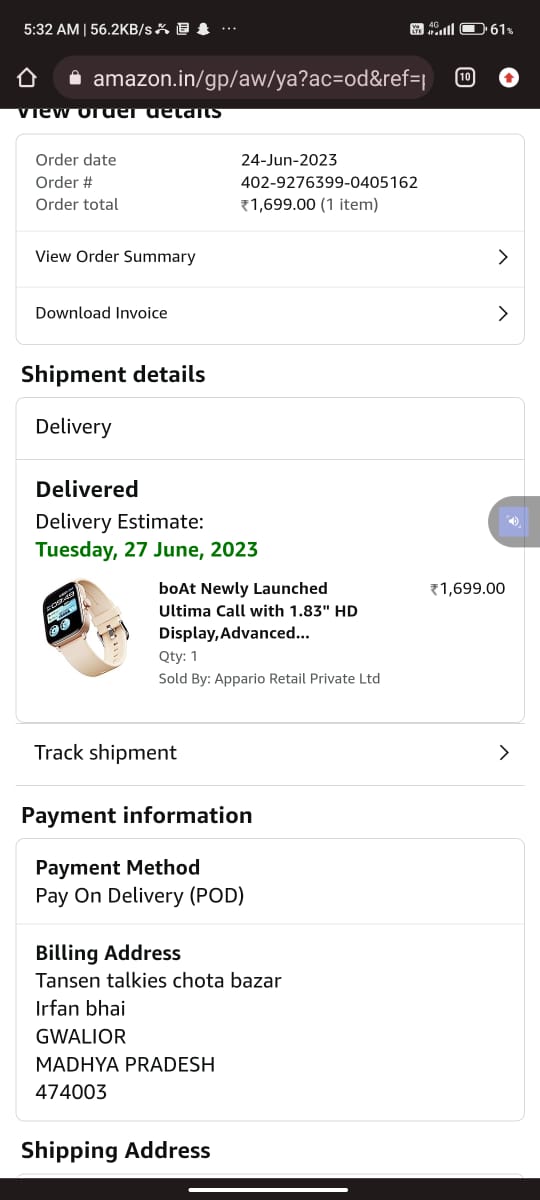 5:32 AM | 56.2KB/s ... 4G 61%
amazon.in/gp/aw/ya?ac=od&ref= 10
View order details
Order date 24-Jun-2023
Order # 402-9276399-0405162
Order total ₹1,699.00 (1 item)
View Order Summary
Download Invoice
Shipment details
Delivery
Delivered
Delivery Estimate:
Tuesday, 27 June, 2023
boAt Newly Launched ₹1,699.00
Ultima Call with 1.83" HD
Display,Advanced...
Qty: 1
Sold By: Appario Retail Private Ltd
Track shipment
Payment information
Payment Method
Pay On Delivery (POD)
Billing Address
Tansen talkies chota bazar
Irfan bhai
GWALIOR
MADHYA PRADESH
474003
Shipping Address